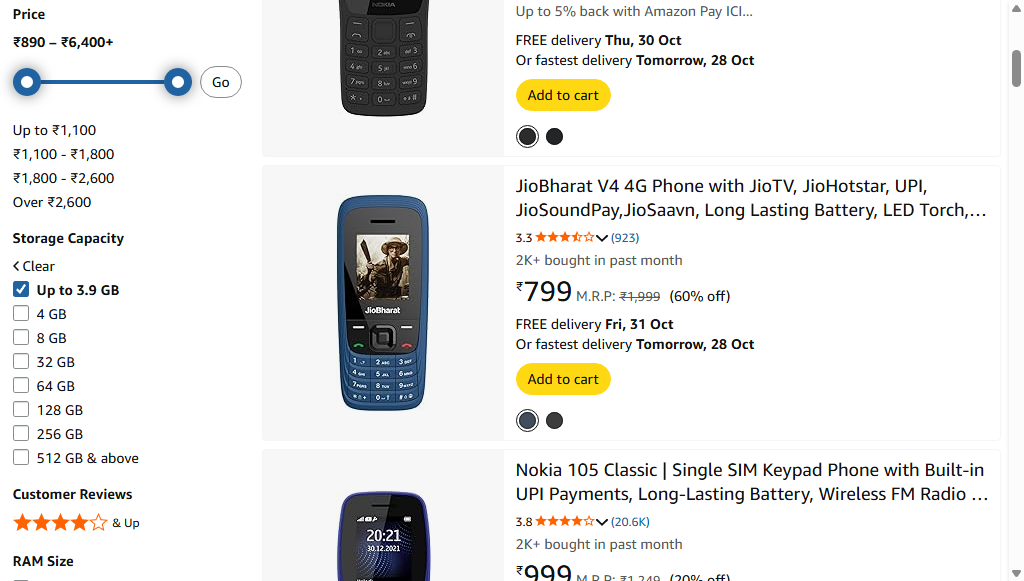 Price
₹890 – ₹6,400+
Go
Up to ₹1,100
₹1,100 - ₹1,800
₹1,800 - ₹2,600
Over ₹2,600
Storage Capacity
Clear
Up to 3.9 GB
4 GB
8 GB
32 GB
64 GB
128 GB
256 GB
512 GB & above
Customer Reviews
& Up
RAM Size
NOKIA
Up to 5% back with Amazon Pay ICI...
FREE delivery Thu, 30 Oct
Or fastest delivery Tomorrow, 28 Oct
Add to cart
JioBharat
JioBharat V4 4G Phone with JioTV, JioHotstar, UPI,
JioSoundPay,JioSaavn, Long Lasting Battery, LED Torch,...
3.3 (923)
2K+ bought in past month
₹799 M.R.P: ₹1,999 (60% off)
FREE delivery Fri, 31 Oct
Or fastest delivery Tomorrow, 28 Oct
Add to cart
20:21
30.12.2021
Nokia 105 Classic | Single SIM Keypad Phone with Built-in
UPI Payments, Long-Lasting Battery, Wireless FM Radio ...
3.8 (20.6K)
2K+ bought in past month
₹999 M.R.P: ₹1,249 (20% off)